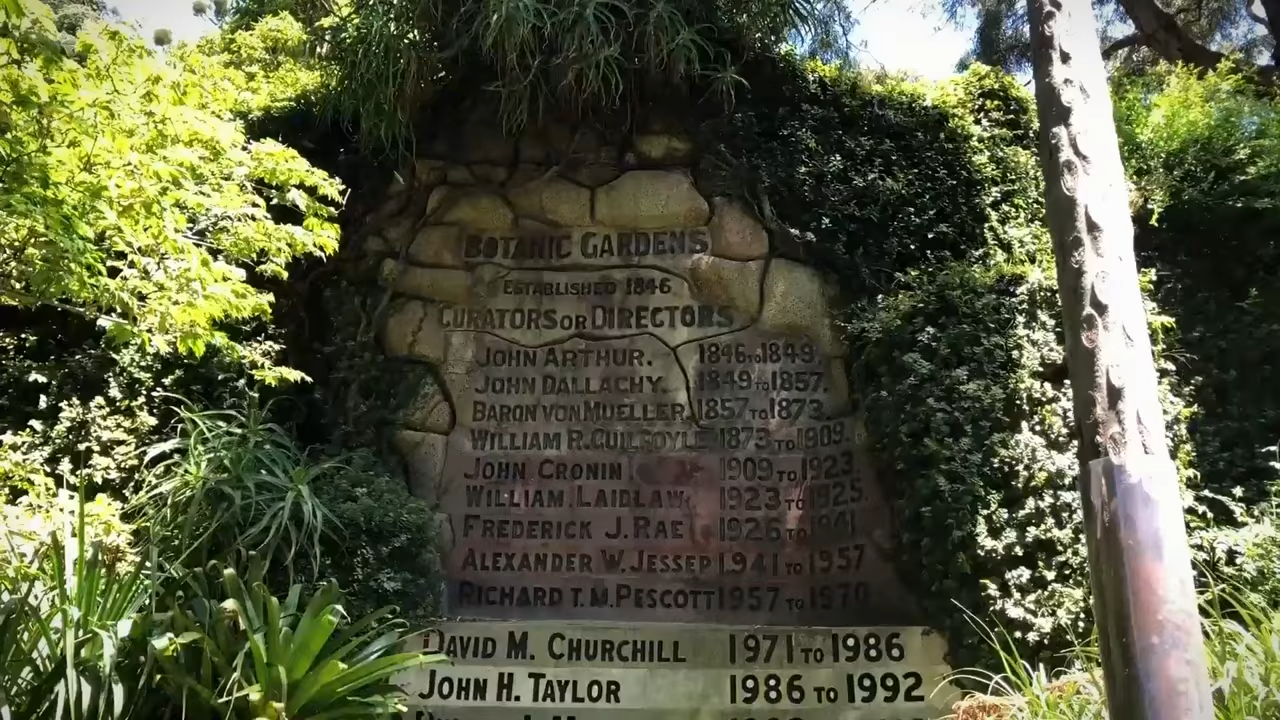 BOTANIC GARDENS
ESTABLISHED 1846
CURATORS OR DIRECTORS
JOHN ARTHUR. 1846 TO 1849.
JOHN DALLACHY. 1849 TO 1857.
BARON VON MUELLER 1857 TO 1873.
WILLIAM R. GUILFOYLE 1873 TO 1909.
JOHN CRONIN 1909 TO 1923.
WILLIAM LAIDLAW 1923 TO 1925.
FREDERICK J. RAE 1926 TO 1941
ALEXANDER W. JESSEP 1941 TO 1957
RICHARD T. M. PESCOTT 1957 TO 1970
DAVID M. CHURCHILL 1971 TO 1986
JOHN H. TAYLOR 1986 TO 1992